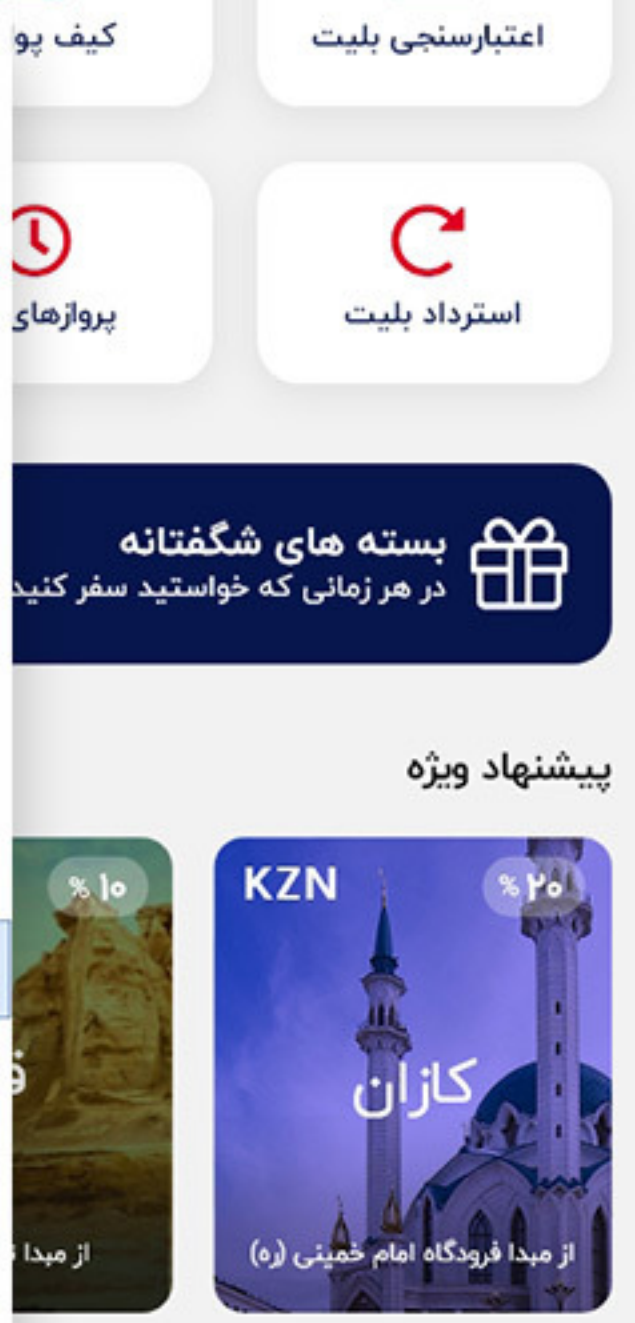 اعتبارسنجی بلیت
کیف
استرداد بلیت
پروازهای
بسته های شگفتانه
در هر زمانی که خواستید سفر کنید
پیشنهاد ویژه
KZN
% ۲۰
کازان
از مبدا فرودگاه امام خمینی (ره)
% ۱۰
از مبدا